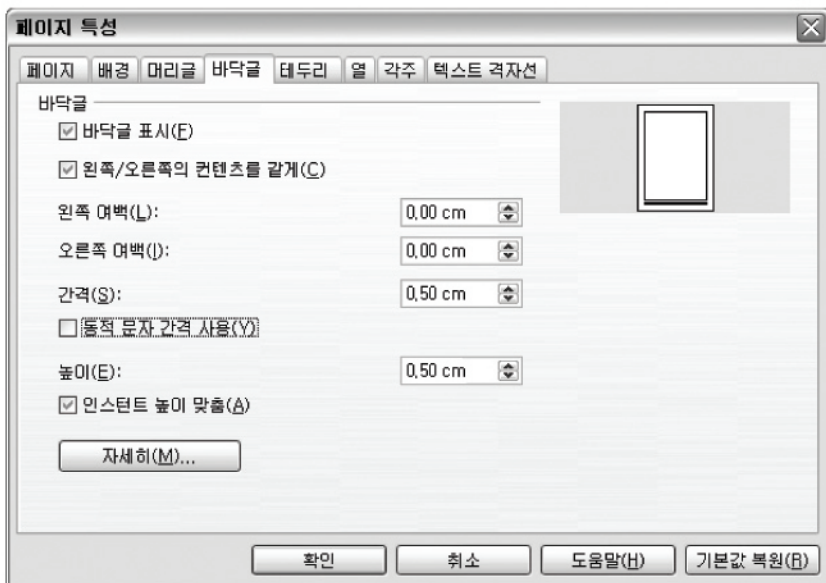 페이지 특성
페이지 배경 머리글 바닥글 테두리 열 각주 텍스트 격자선
바닥글
바닥글 표시(F)
왼쪽/오른쪽의 컨텐츠를 같게(C)
왼쪽 여백(L): 0.00 cm
오른쪽 여백(I): 0.00 cm
간격(S): 0.50 cm
동적 문자 간격 사용(Y)
높이(E): 0.50 cm
인스턴트 높이 맞춤(A)
자세히(M)...
확인 취소 도움말(H) 기본값 복원(R)